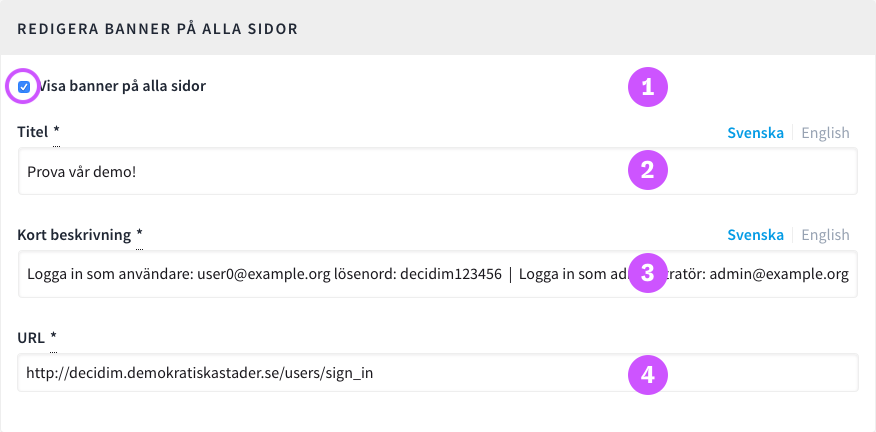 REDIGERA BANNER PÅ ALLA SIDOR
Visa banner på alla sidor 1
Titel * Svenska English
Prova vår demo! 2
Kort beskrivning * Svenska English
Logga in som användare: user0@example.org lösenord: decidim123456 | Logga in som ad 3 ratör: admin@example.org
URL *
http://decidim.demokratiskastader.se/users/sign_in 4